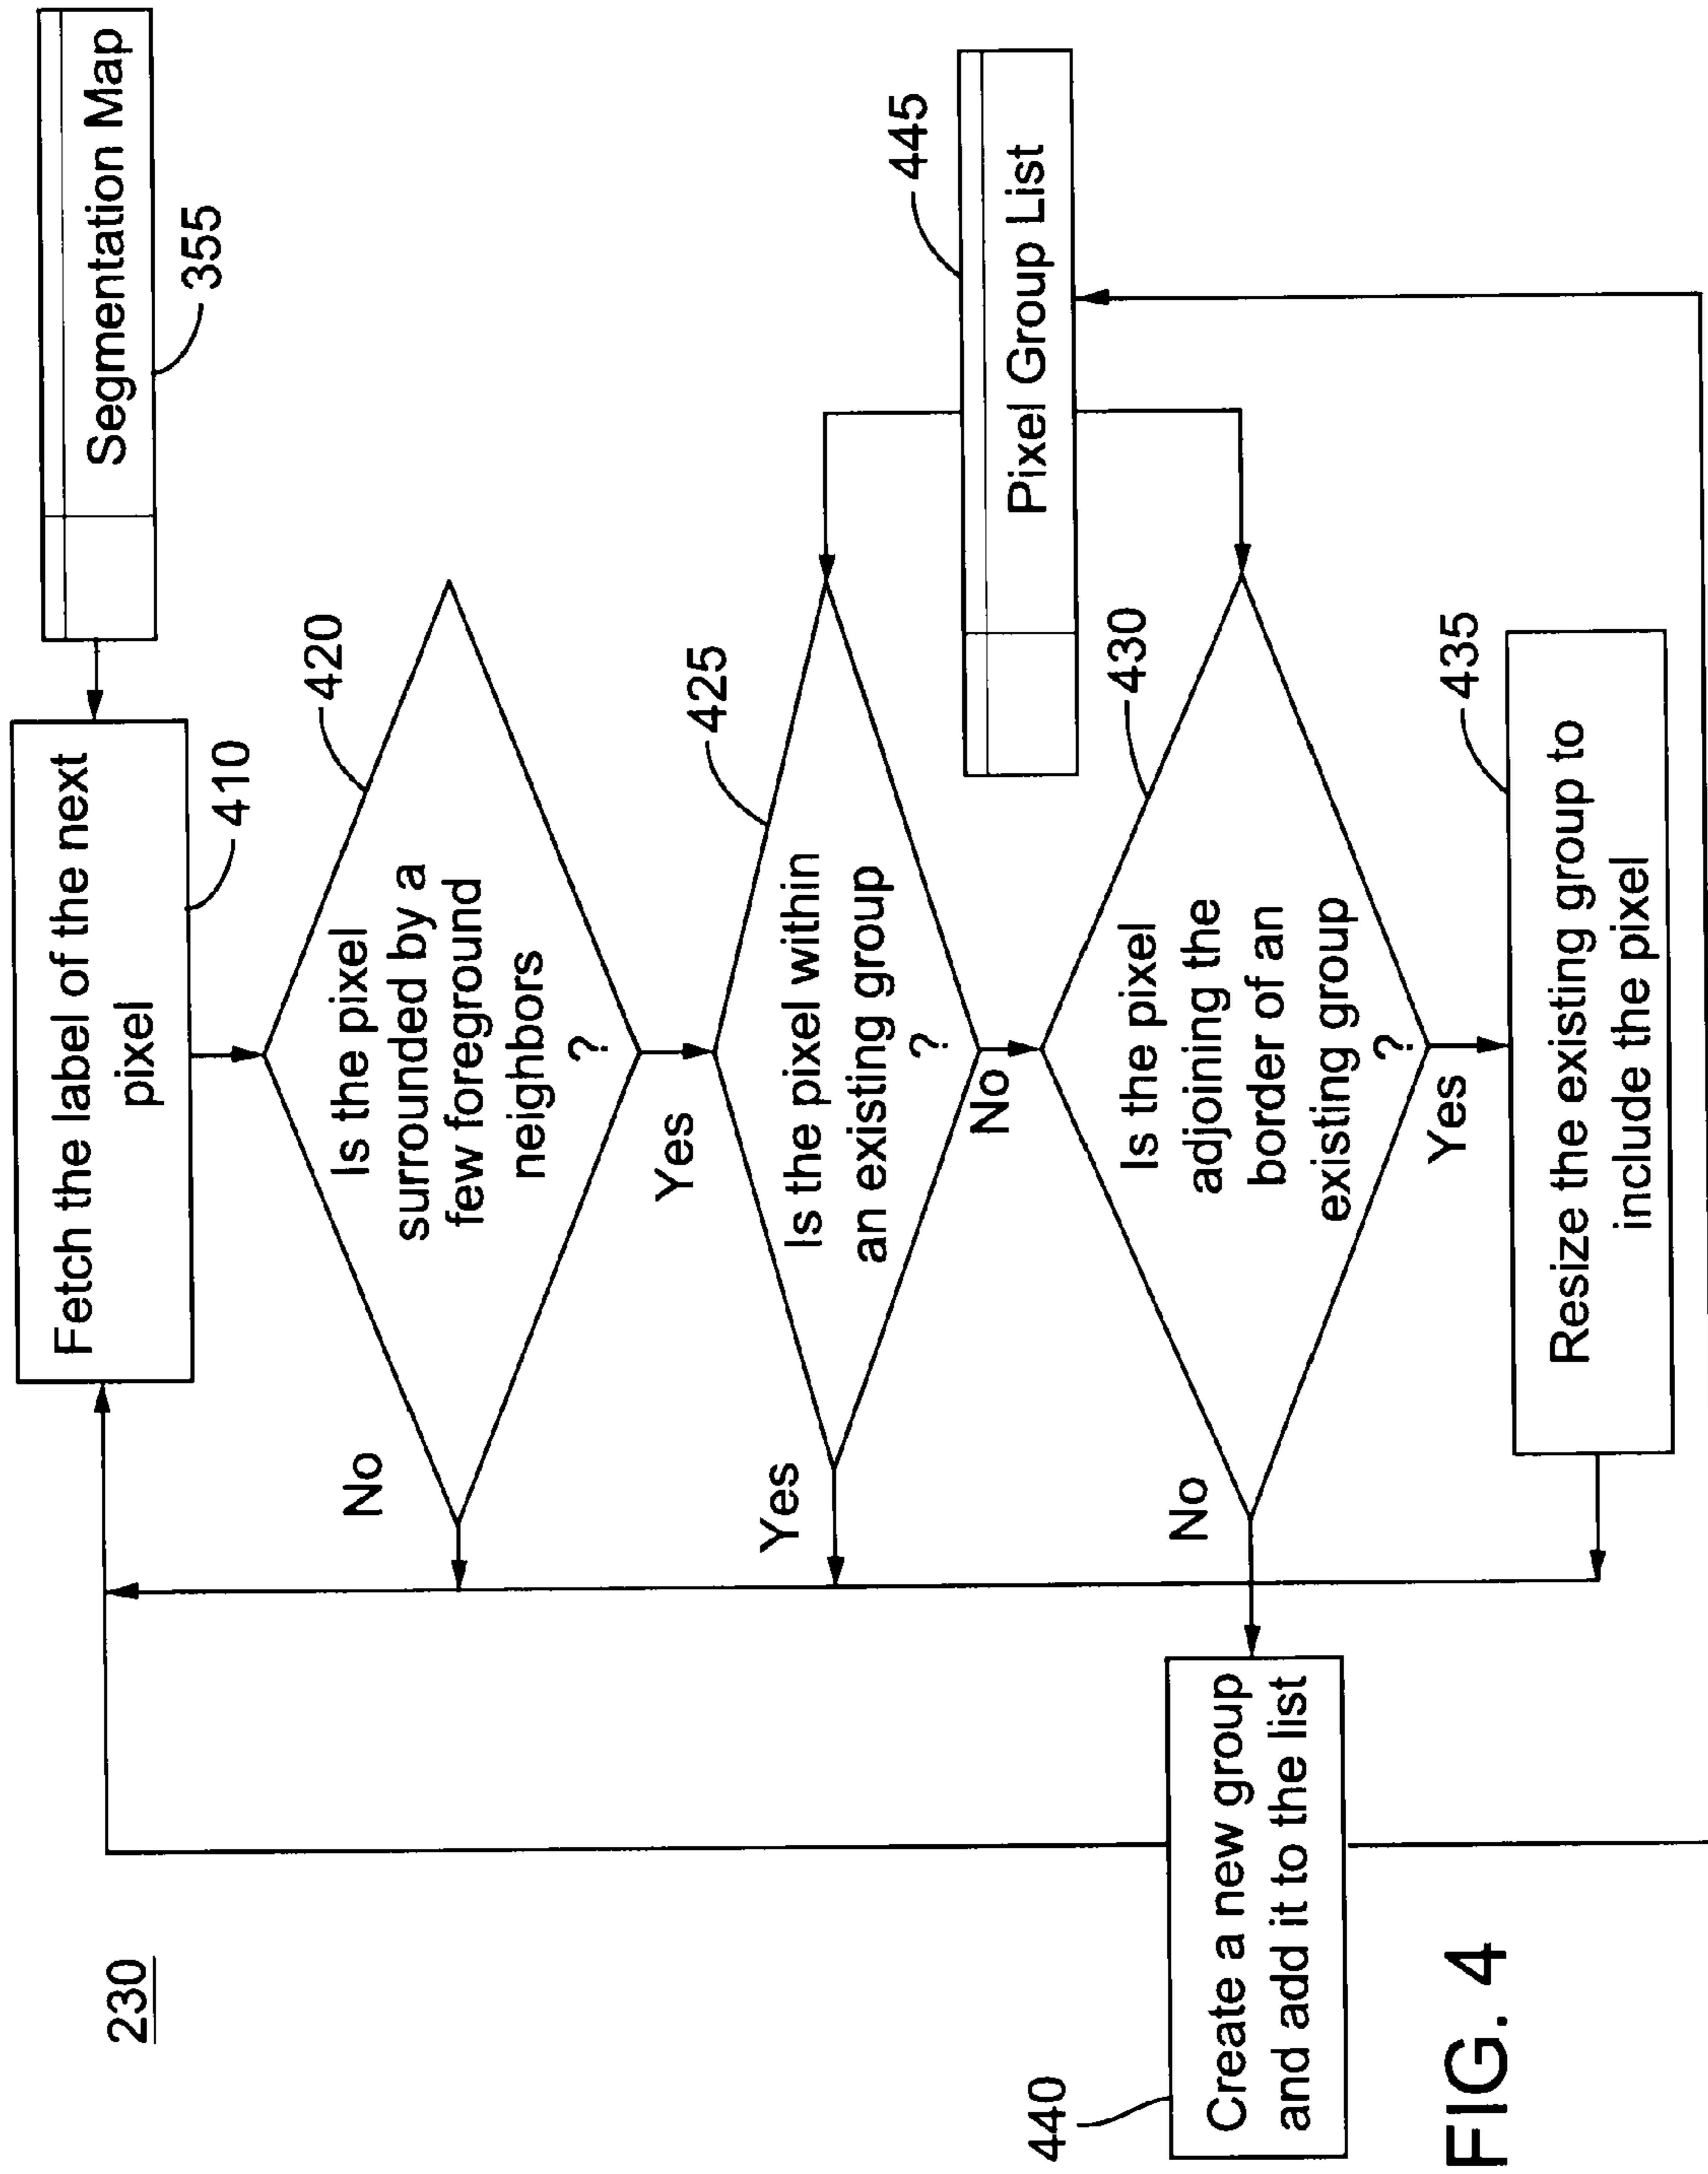 230
Segmentation Map
355
Fetch the label of the next
pixel
410
420
Is the pixel
surrounded by a
few foreground
neighbors
?
No
Yes
425
Is the pixel within
an existing group
?
Yes
No
445
Pixel Group List
430
Is the pixel
adjoining the
border of an
existing group
?
No
Yes
435
Resize the existing group to
include the pixel
440
Create a new group
and add it to the list
FIG. 4